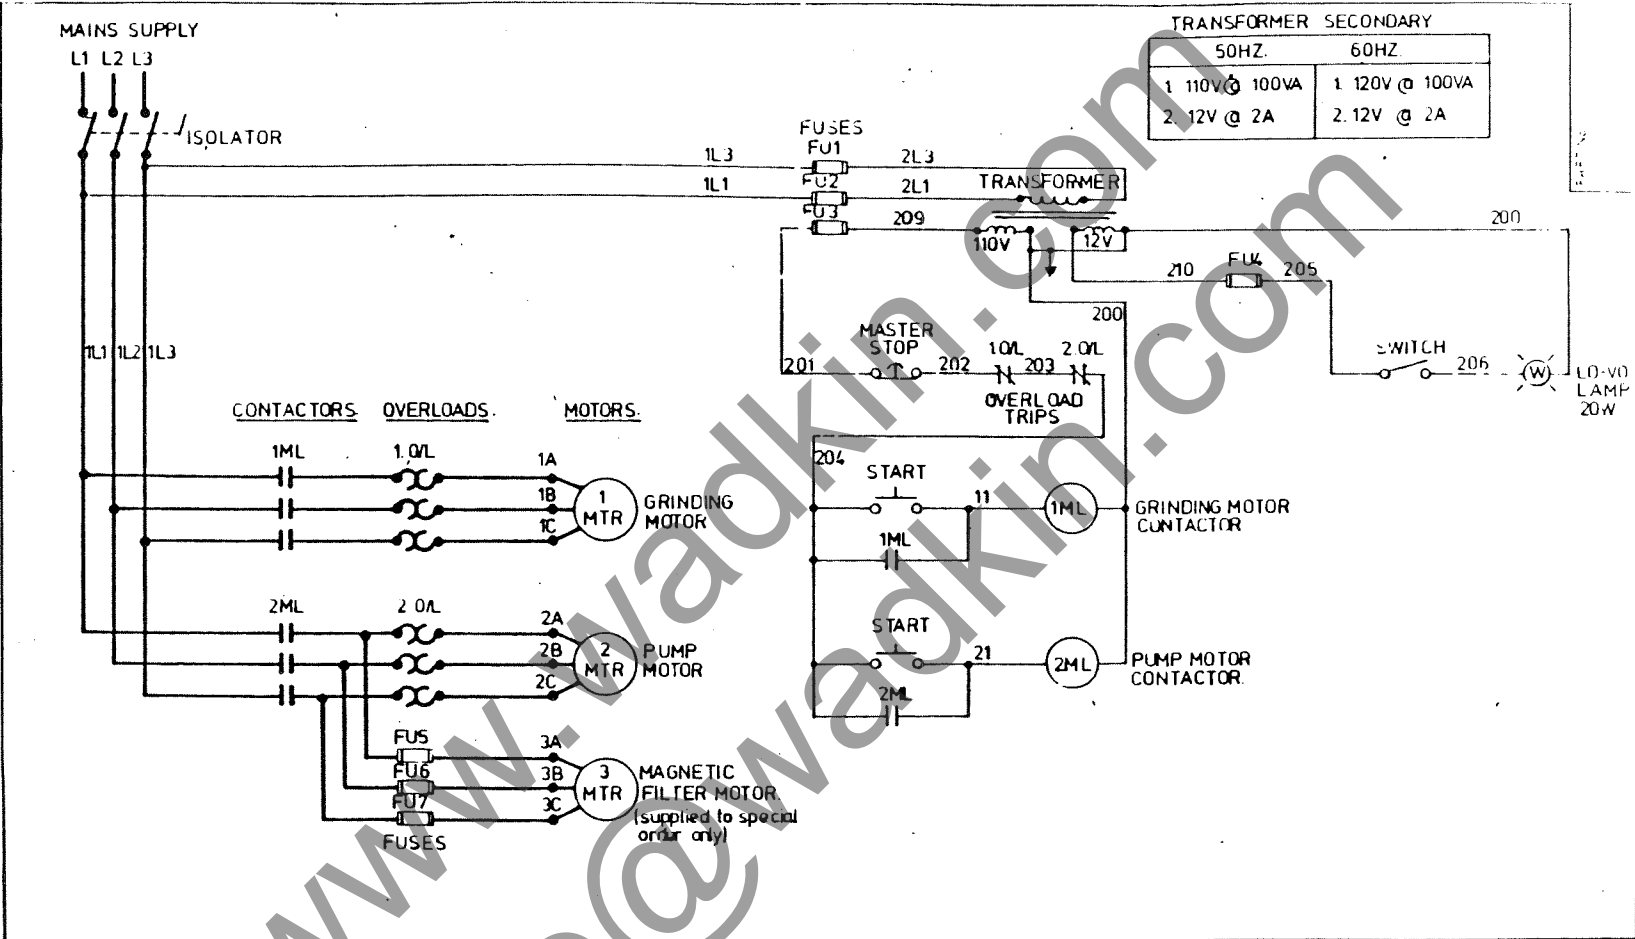 MAINS SUPPLY
L1 L2 L3
ISOLATOR
TRANSFORMER SECONDARY
50HZ. 60HZ.
1. 110V @ 100VA 1. 120V @ 100VA
2. 12V @ 2A 2. 12V @ 2A
FUSES
FU1
1L3 2L3
FU2
1L1 2L1
TRANSFORMER
FU3
209
200
110V 12V
FU4
210 205
200
MASTER
STOP
1O/L 2.O/L
201 202 203
OVERLOAD
TRIPS
SWITCH
206
W
LO-VO
LAMP
20W
1L1 1L2 1L3
CONTACTORS. OVERLOADS. MOTORS.
1ML 1.O/L 1A
1B
1C
1
MTR
GRINDING
MOTOR
204
START
11
1ML
GRINDING MOTOR
CONTACTOR
1ML
2ML 2 O/L 2A
2B
2C
2
MTR
PUMP
MOTOR
START
21
2ML
PUMP MOTOR
CONTACTOR.
2ML
FU5 3A
FU6 3B
FU7 3C
FUSES
3
MTR
MAGNETIC
FILTER MOTOR.
(supplied to special
order only)
www.wadkin.com
@wadkin.com